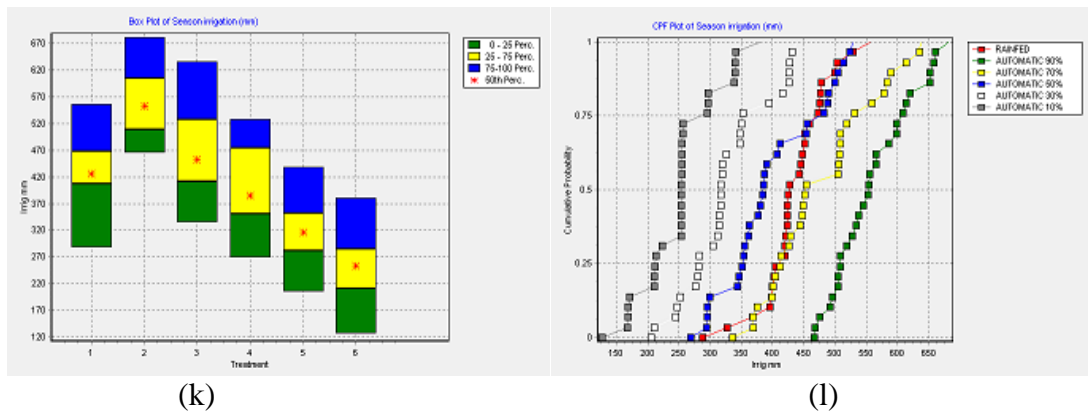 Box Plot of Season irrigation (mm)
670
620
570
520
470
420
370
320
270
220
170
120
Irrig mm
1 2 3 4 5 6
Treatment
0 - 25 Perc.
25 - 75 Perc.
75-100 Perc.
50th Perc.
(k)
CPF Plot of Season irrigation (mm)
1
0.75
0.5
0.25
0
Cumulative Probability
150 200 250 300 350 400 450 500 550 600 650
Irrig mm
RAINFED
AUTOMATIC 90%
AUTOMATIC 70%
AUTOMATIC 50%
AUTOMATIC 30%
AUTOMATIC 10%
(l)